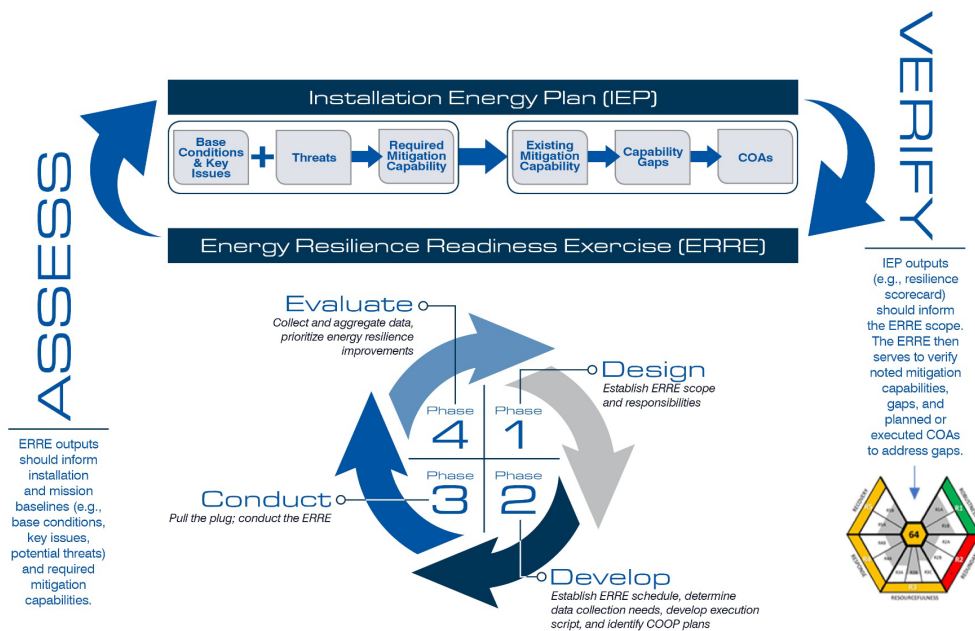 ASSESS
VERIFY
Installation Energy Plan (IEP)
Base
Conditions
& Key
Issues
Threats
Required
Mitigation
Capability
Existing
Mitigation
Capability
Capability
Gaps
COAs
Energy Resilience Readiness Exercise (ERRE)
IEP outputs
(e.g., resilience
scorecard)
should inform
the ERRE scope.
The ERRE then
serves to verify
noted mitigation
capabilities,
gaps, and
planned or
executed COAs
to address gaps.
ERRE outputs
should inform
installation
and mission
baselines (e.g.,
base conditions,
key issues,
potential threats)
and required
mitigation
capabilities.
Evaluate
Collect and aggregate data,
prioritize energy resilience
improvements
Design
Establish ERRE scope
and responsibilities
Phase
4
Phase
1
Phase
3
Phase
2
Conduct
Pull the plug; conduct the ERRE
Develop
Establish ERRE schedule, determine
data collection needs, develop execution
script, and identify COOP plans
RECOVERY
R1
64
R2
RESPONSE
RESOURCEFULNESS